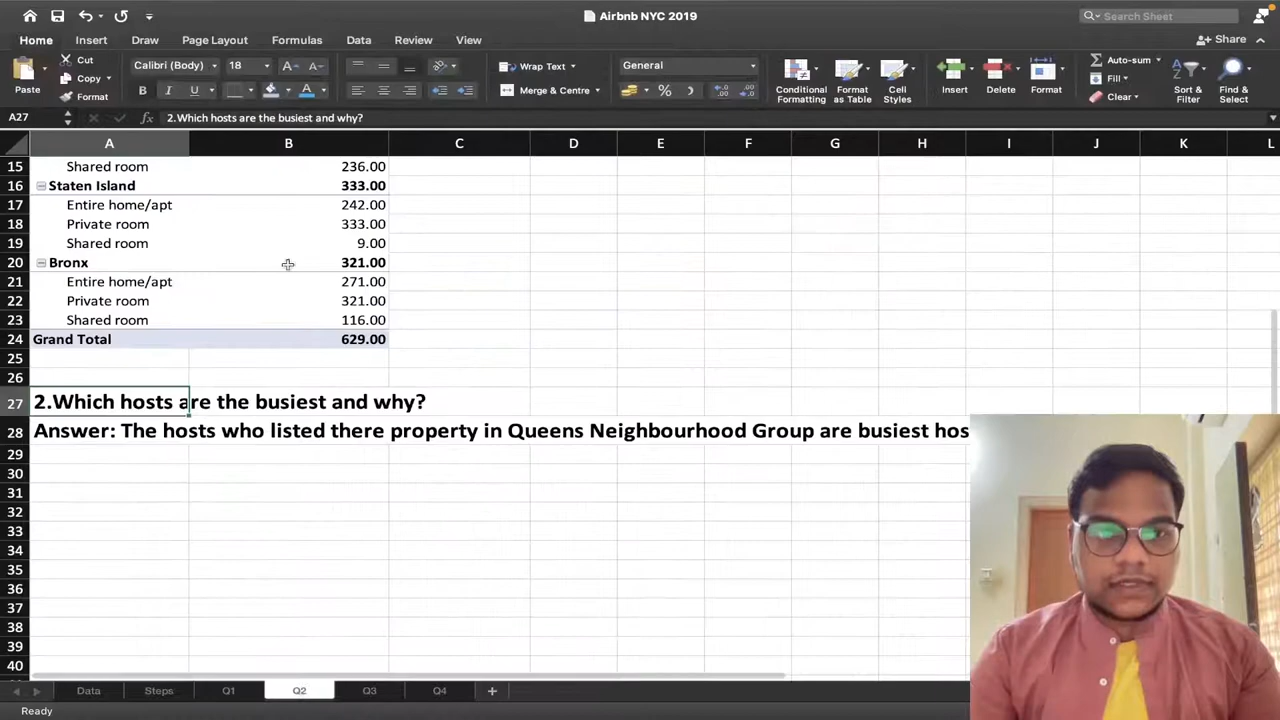 Airbnb NYC 2019
Search Sheet
Home Insert Draw Page Layout Formulas Data Review View
Share
Paste
Cut
Copy
Format
Calibri (Body) 18
B I U
Wrap Text
Merge & Centre
General
Conditional Formatting
Format as Table
Cell Styles
Insert
Delete
Format
Auto-sum
Fill
Clear
Sort & Filter
Find & Select
A27 fx 2.Which hosts are the busiest and why?
A B C D E F G H I J K L
15 Shared room 236.00
16 Staten Island 333.00
17 Entire home/apt 242.00
18 Private room 333.00
19 Shared room 9.00
20 Bronx 321.00
21 Entire home/apt 271.00
22 Private room 321.00
23 Shared room 116.00
24 Grand Total 629.00
25
26
27 2.Which hosts are the busiest and why?
28 Answer: The hosts who listed there property in Queens Neighbourhood Group are busiest hos
29
30
31
32
33
34
35
36
37
38
39
40
Data Steps Q1 Q2 Q3 Q4 +
Ready